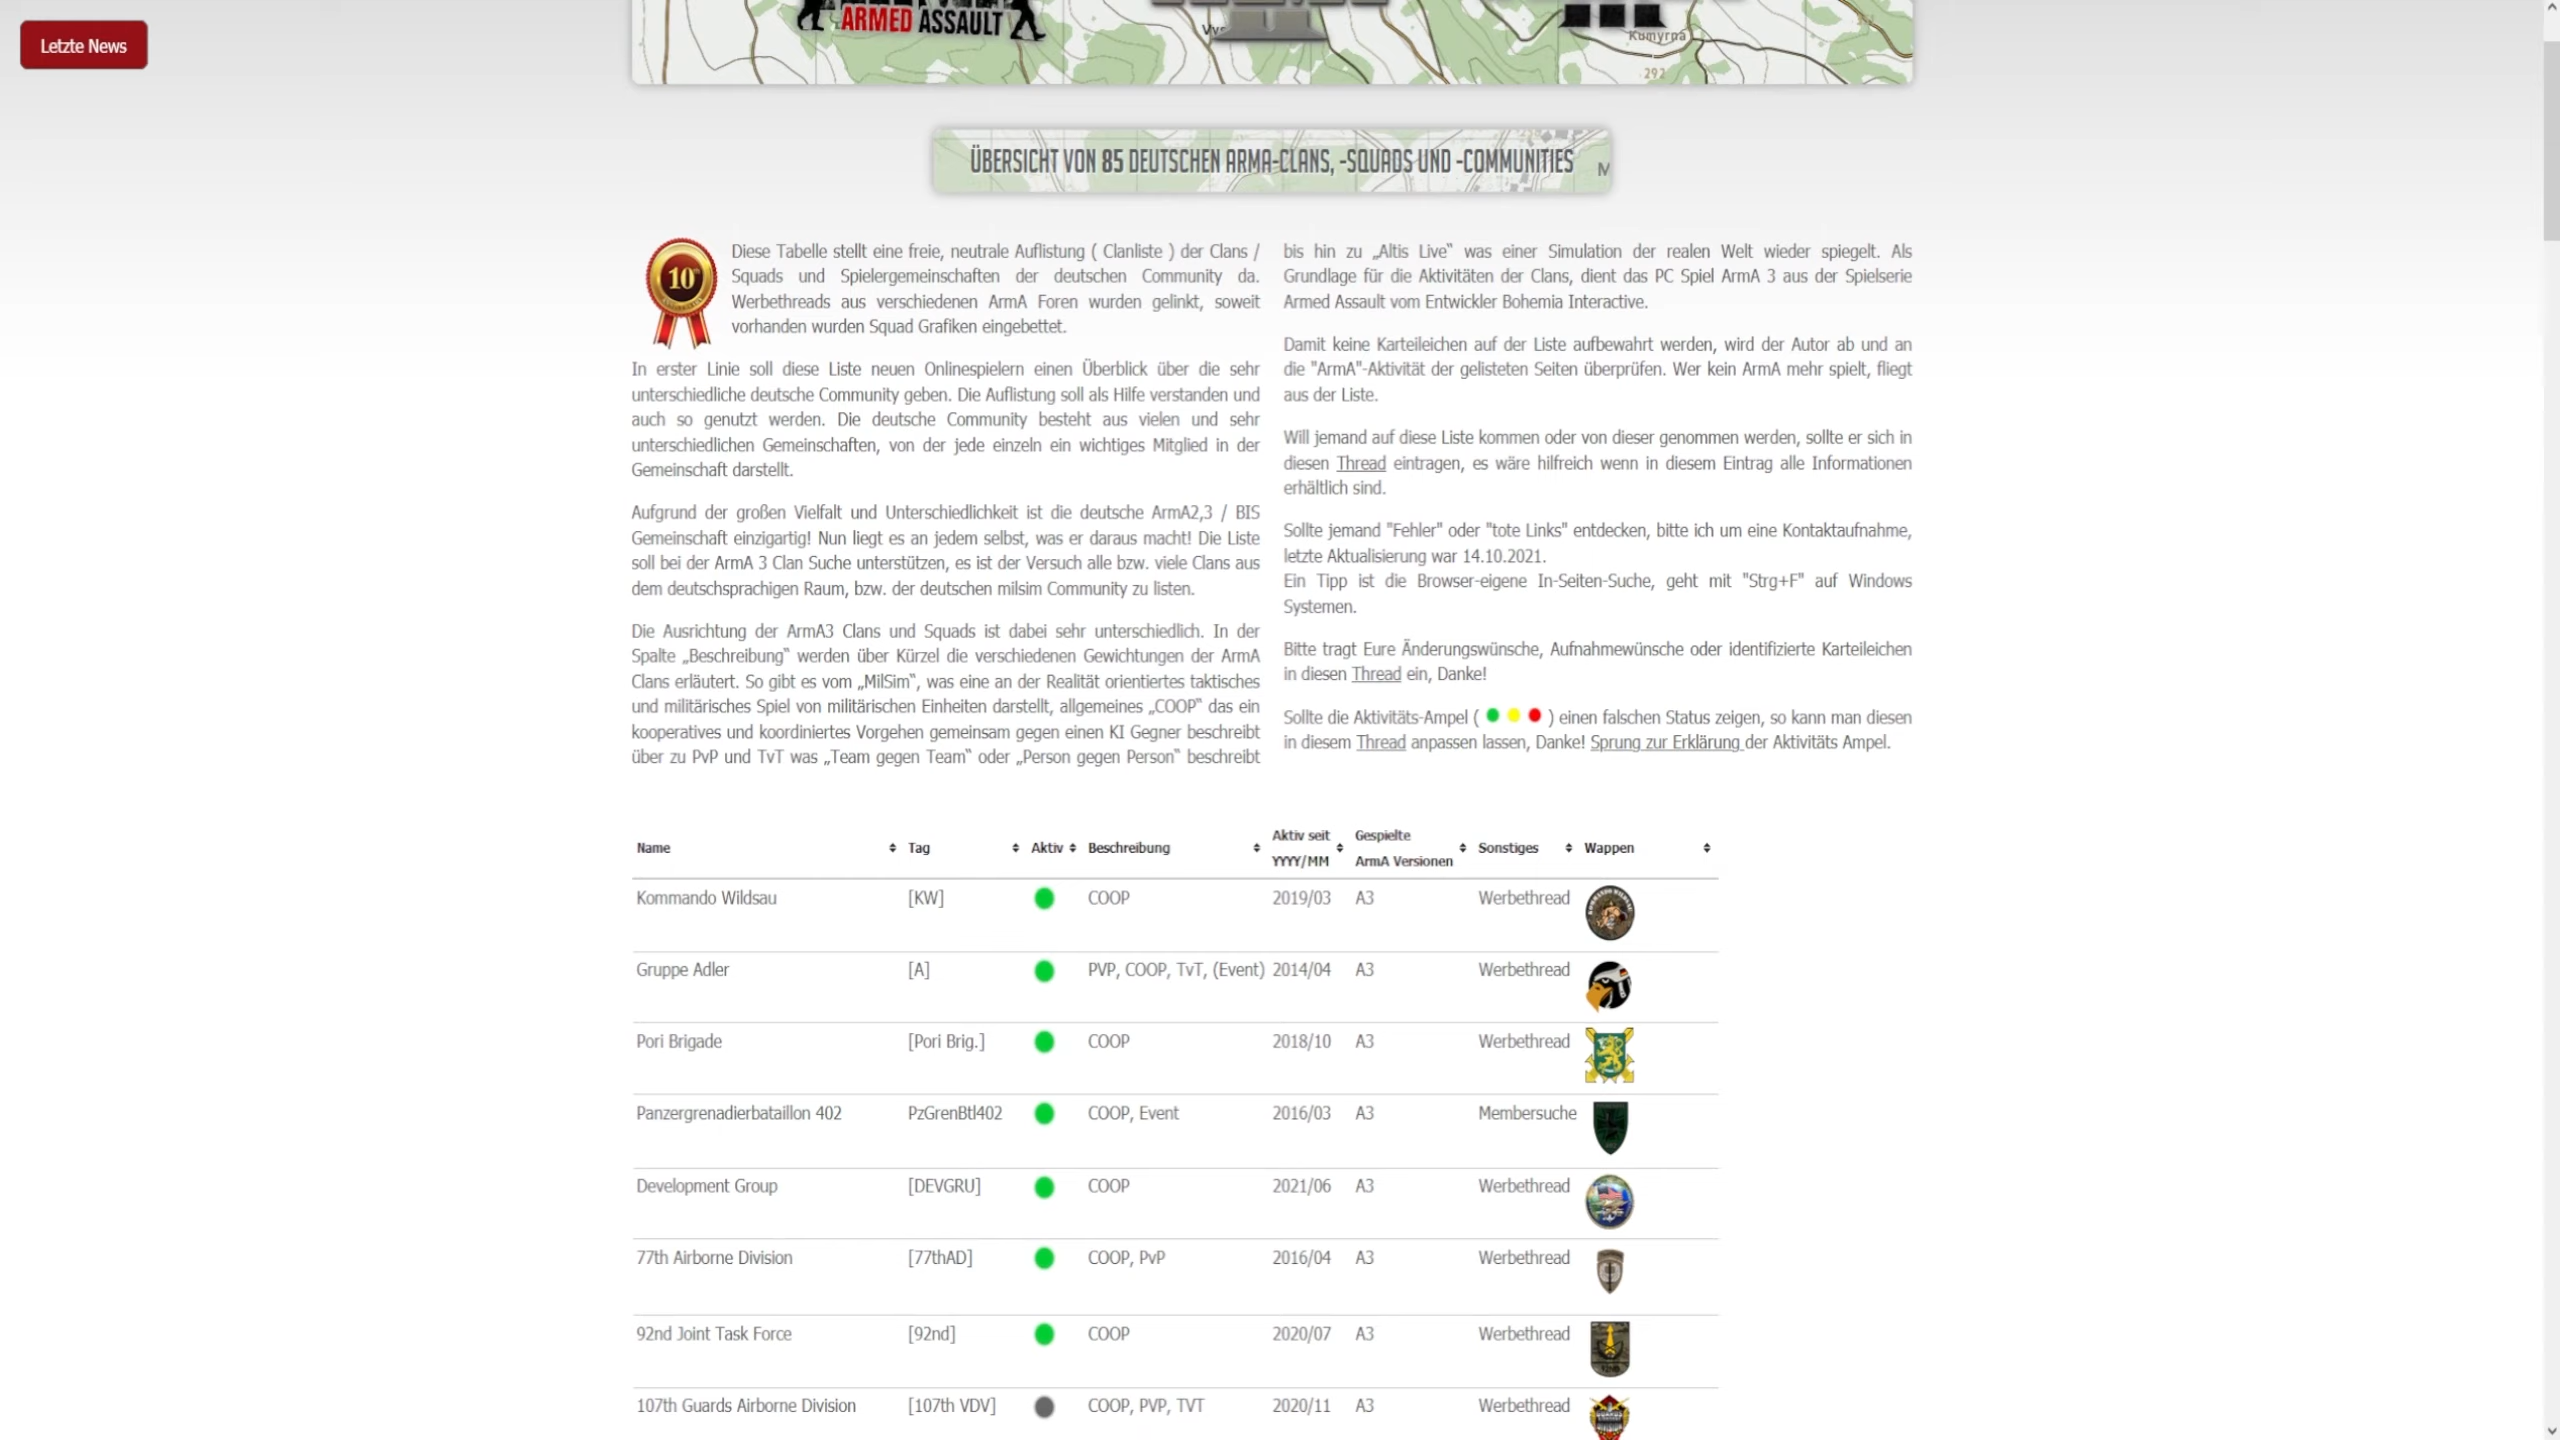 Letzte News
ARMED ASSAULT
Kumyrna
292
ÜBERSICHT VON 85 DEUTSCHEN ARMA-CLANS, -SQUADS UND -COMMUNITIES
M
10
Diese Tabelle stellt eine freie, neutrale Auflistung ( Clanliste ) der Clans /
Squads und Spielergemeinschaften der deutschen Community da.
Werbethreads aus verschiedenen ArmA Foren wurden gelinkt, soweit
vorhanden wurden Squad Grafiken eingebettet.
In erster Linie soll diese Liste neuen Onlinespielern einen Überblick über die sehr
unterschiedliche deutsche Community geben. Die Auflistung soll als Hilfe verstanden und
auch so genutzt werden. Die deutsche Community besteht aus vielen und sehr
unterschiedlichen Gemeinschaften, von der jede einzeln ein wichtiges Mitglied in der
Gemeinschaft darstellt.
Aufgrund der großen Vielfalt und Unterschiedlichkeit ist die deutsche ArmA2,3 / BIS
Gemeinschaft einzigartig! Nun liegt es an jedem selbst, was er daraus macht! Die Liste
soll bei der ArmA 3 Clan Suche unterstützen, es ist der Versuch alle bzw. viele Clans aus
dem deutschsprachigen Raum, bzw. der deutschen milsim Community zu listen.
Die Ausrichtung der ArmA3 Clans und Squads ist dabei sehr unterschiedlich. In der
Spalte „Beschreibung“ werden über Kürzel die verschiedenen Gewichtungen der ArmA
Clans erläutert. So gibt es vom „MilSim“, was eine an der Realität orientiertes taktisches
und militärisches Spiel von militärischen Einheiten darstellt, allgemeines „COOP“ das ein
kooperatives und koordiniertes Vorgehen gemeinsam gegen einen KI Gegner beschreibt
über zu PvP und TvT was „Team gegen Team“ oder „Person gegen Person“ beschreibt
bis hin zu „Altis Live“ was einer Simulation der realen Welt wieder spiegelt. Als
Grundlage für die Aktivitäten der Clans, dient das PC Spiel ArmA 3 aus der Spielserie
Armed Assault vom Entwickler Bohemia Interactive.
Damit keine Karteileichen auf der Liste aufbewahrt werden, wird der Autor ab und an
die "ArmA"-Aktivität der gelisteten Seiten überprüfen. Wer kein ArmA mehr spielt, fliegt
aus der Liste.
Will jemand auf diese Liste kommen oder von dieser genommen werden, sollte er sich in
diesen Thread eintragen, es wäre hilfreich wenn in diesem Eintrag alle Informationen
erhältlich sind.
Sollte jemand "Fehler" oder "tote Links" entdecken, bitte ich um eine Kontaktaufnahme,
letzte Aktualisierung war 14.10.2021.
Ein Tipp ist die Browser-eigene In-Seiten-Suche, geht mit "Strg+F" auf Windows
Systemen.
Bitte tragt Eure Änderungswünsche, Aufnahmewünsche oder identifizierte Karteileichen
in diesen Thread ein, Danke!
Sollte die Aktivitäts-Ampel ( ) einen falschen Status zeigen, so kann man diesen
in diesem Thread anpassen lassen, Danke! Sprung zur Erklärung der Aktivitäts Ampel.
Name Tag Aktiv Beschreibung Aktiv seit YYYY/MM Gespielte ArmA Versionen Sonstiges Wappen
Kommando Wildsau [KW] COOP 2019/03 A3 Werbethread
Gruppe Adler [A] PVP, COOP, TvT, (Event) 2014/04 A3 Werbethread
Pori Brigade [Pori Brig.] COOP 2018/10 A3 Werbethread
Panzergrenadierbataillon 402 PzGrenBtl402 COOP, Event 2016/03 A3 Membersuche
Development Group [DEVGRU] COOP 2021/06 A3 Werbethread
77th Airborne Division [77thAD] COOP, PvP 2016/04 A3 Werbethread
92nd Joint Task Force [92nd] COOP 2020/07 A3 Werbethread
107th Guards Airborne Division [107th VDV] COOP, PVP, TVT 2020/11 A3 Werbethread